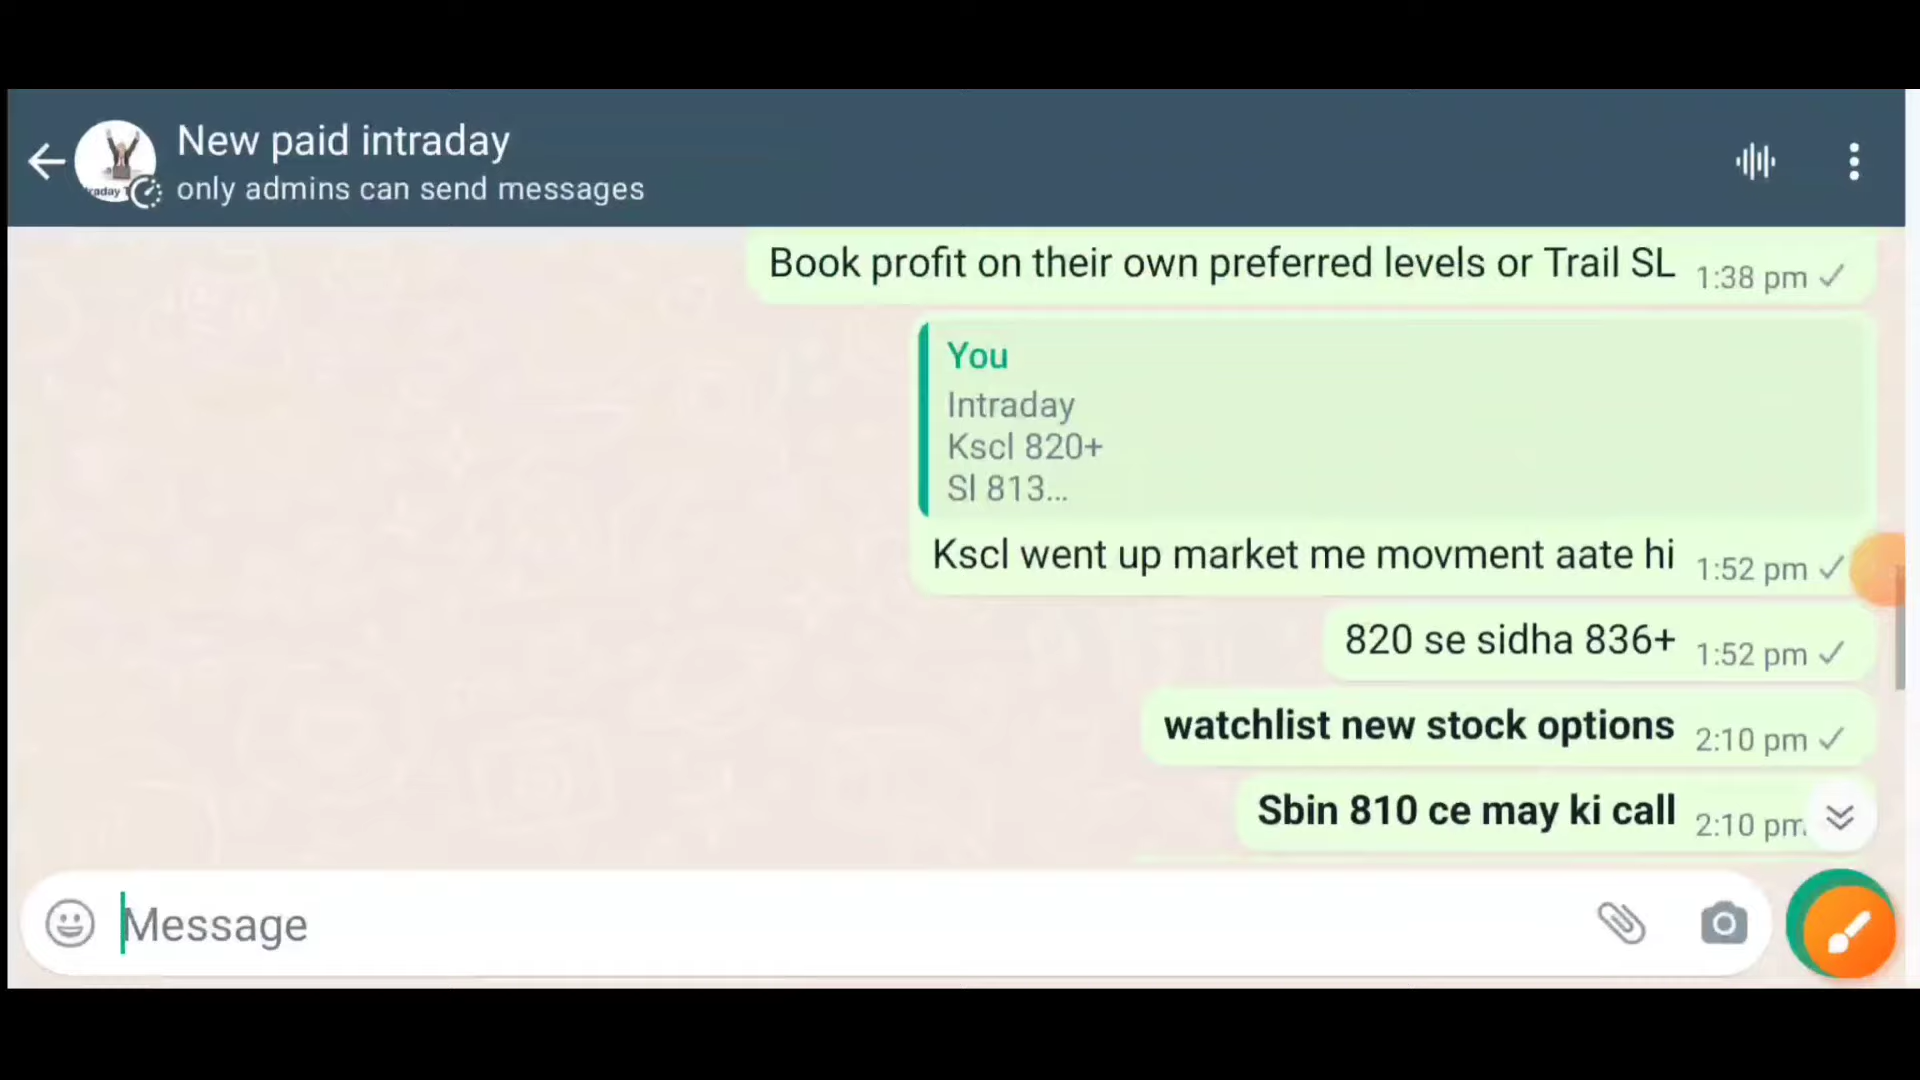 New paid intraday
only admins can send messages
Book profit on their own preferred levels or Trail SL 1:38 pm
You
Intraday
Kscl 820+
Sl 813...
Kscl went up market me movment aate hi 1:52 pm
820 se sidha 836+ 1:52 pm
watchlist new stock options 2:10 pm
Sbin 810 ce may ki call 2:10 pm
Message